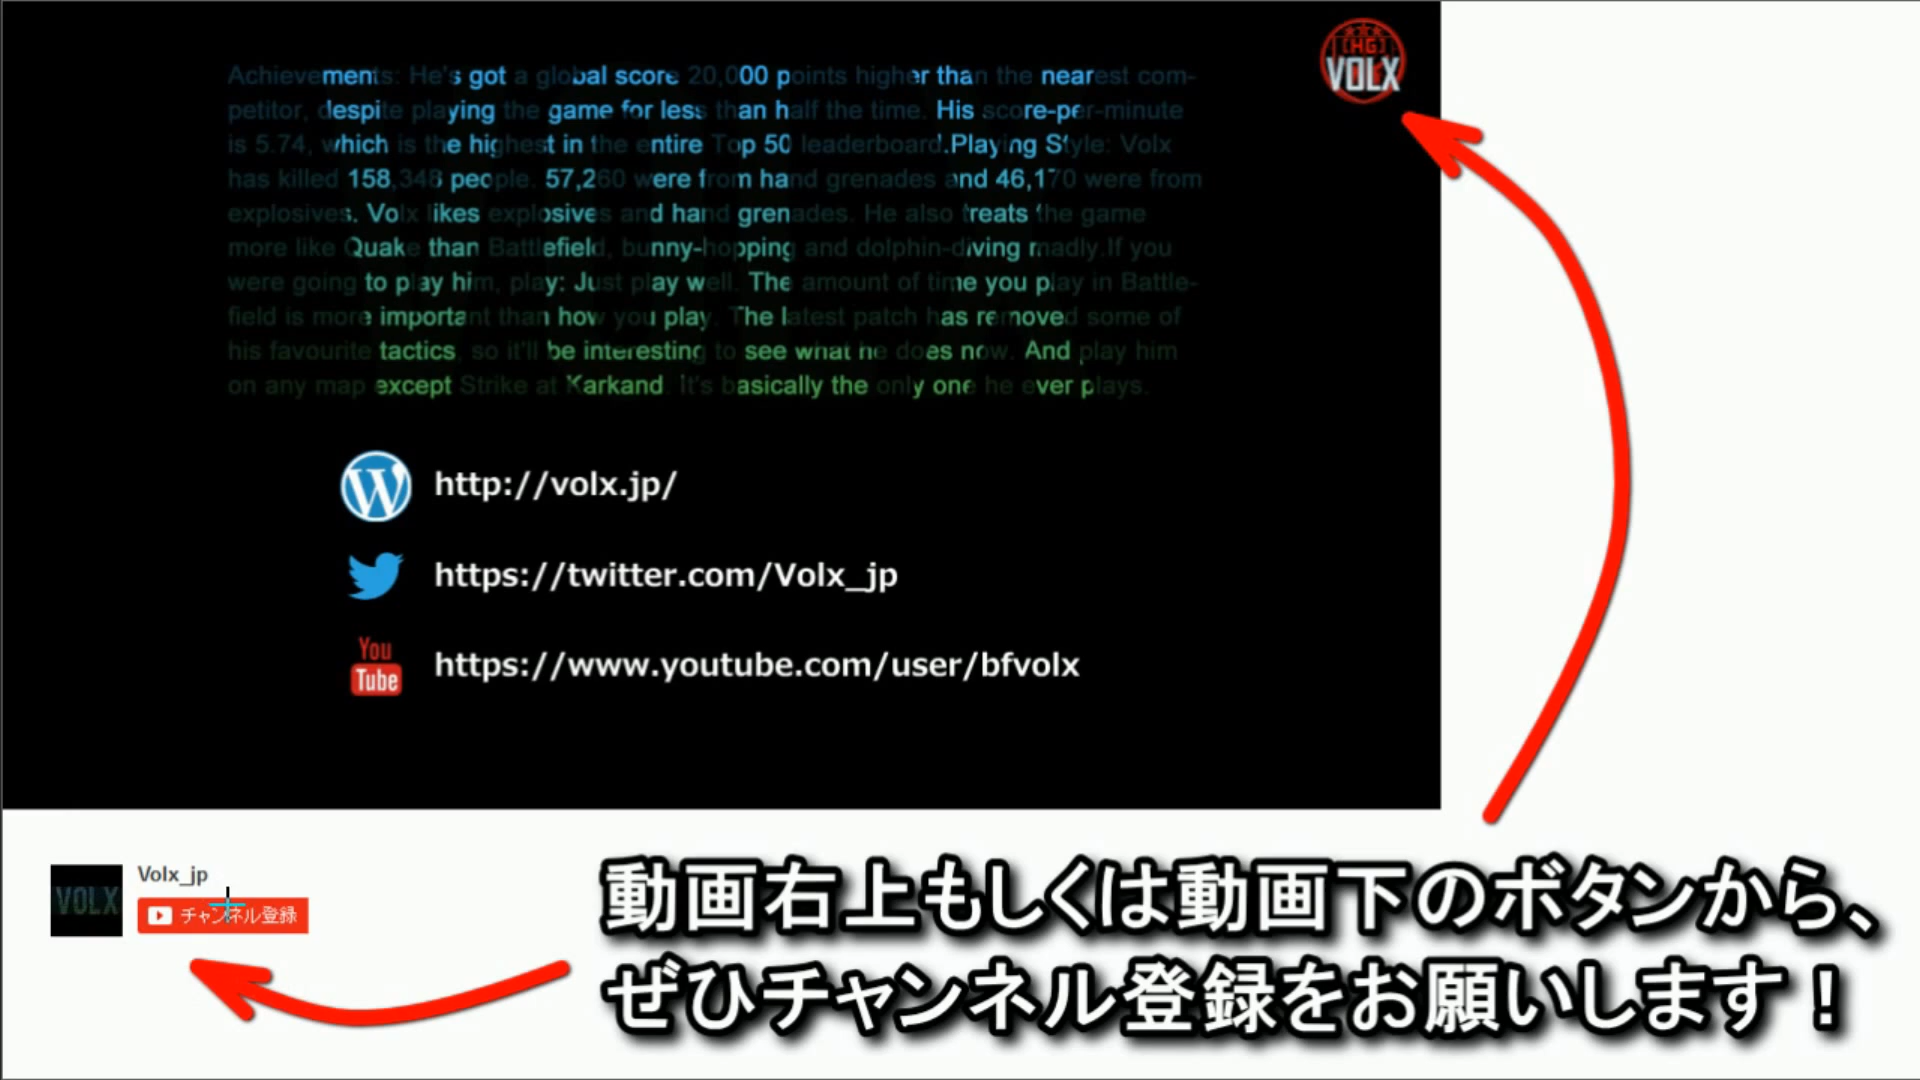 Achievements: He's got a global score 20,000 points higher than the nearest com-
petitor, despite playing the game for less than half the time. His score-per-minute
is 5.74, which is the highest in the entire Top 50 leaderboard.Playing Style: Volx
has killed 158,348 people. 57,260 were from hand grenades and 46,170 were from
explosives. Volx likes explosives and hand grenades. He also treats the game
more like Quake than Battlefield, bunny-hopping and dolphin-diving madly.If you
were going to play him, play: Just play well. The amount of time you play in Battle-
field is more important than how you play. The latest patch has removed some of
his favourite tactics, so it'll be interesting to see what he does now. And play him
on any map except Strike at Karkand. It's basically the only one he ever plays.
[HG]
VOLX
http://volx.jp/
https://twitter.com/Volx_jp
You
Tube
https://www.youtube.com/user/bfvolx
VOLX
Volx_jp
チャンネル登録
動画右上もしくは動画下のボタンから、
ぜひチャンネル登録をお願いします！